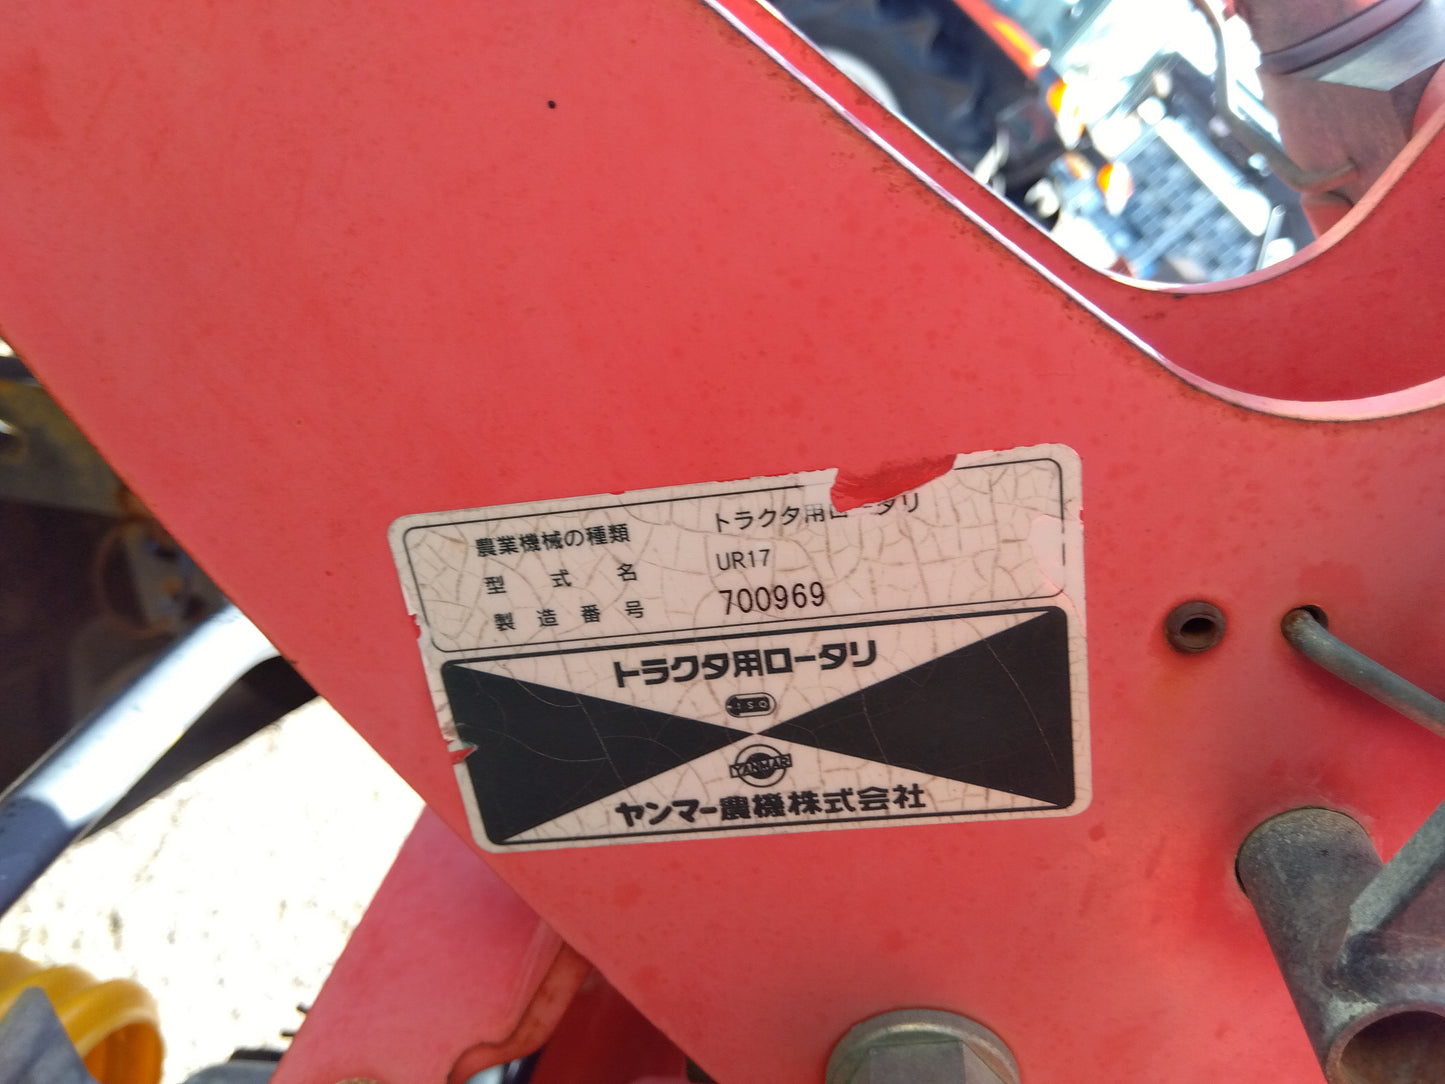 農業機械の種類 トラクタ用ロータリ
型式名 UR17
製造番号 700969
トラクタ用ロータリ
ISO
YANMAR
ヤンマー農機株式会社